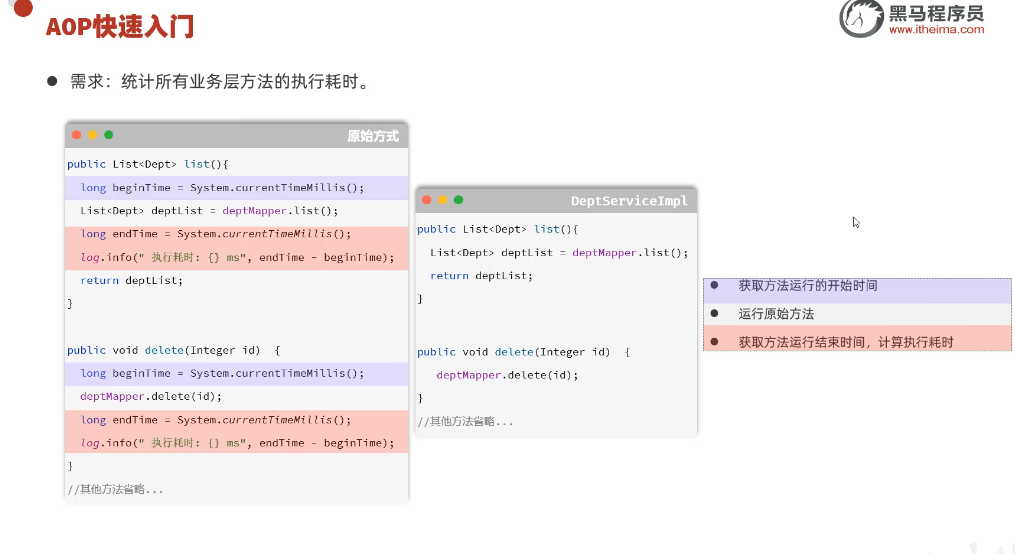 AOP快速入门
黑马程序员
www.itheima.com
● 需求：统计所有业务层方法的执行耗时。
原始方式
public List<Dept> list(){
long beginTime = System.currentTimeMillis();
List<Dept> deptList = deptMapper.list();
long endTime = System.currentTimeMillis();
log.info(" 执行耗时: {} ms", endTime - beginTime);
return deptList;
}
public void delete(Integer id)  {
long beginTime = System.currentTimeMillis();
deptMapper.delete(id);
long endTime = System.currentTimeMillis();
log.info(" 执行耗时: {} ms", endTime - beginTime);
}
//其他方法省略...
DeptServiceImpl
public List<Dept> list(){
List<Dept> deptList = deptMapper.list();
return deptList;
}
public void delete(Integer id)  {
deptMapper.delete(id);
}
//其他方法省略...
● 获取方法运行的开始时间
● 运行原始方法
● 获取方法运行结束时间，计算执行耗时